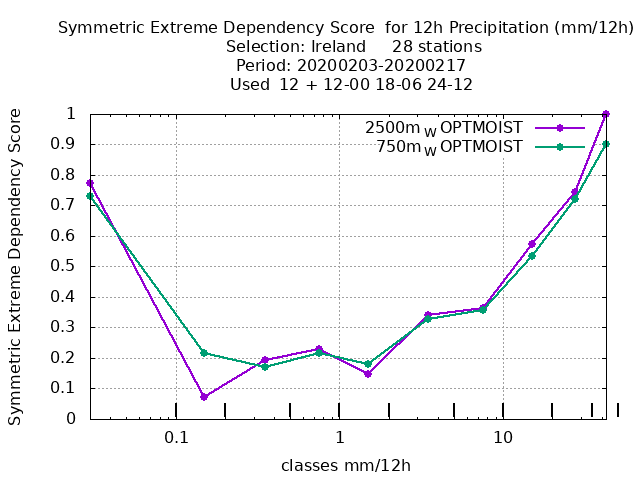 Symmetric Extreme Dependency Score  for 12h Precipitation (mm/12h)
Selection: Ireland     28 stations
Period: 20200203-20200217
Used  12 + 12-00 18-06 24-12
Symmetric Extreme Dependency Score
1
0.9
0.8
0.7
0.6
0.5
0.4
0.3
0.2
0.1
0
2500m W OPTMOIST
750m W OPTMOIST
0.1 1 10
classes mm/12h